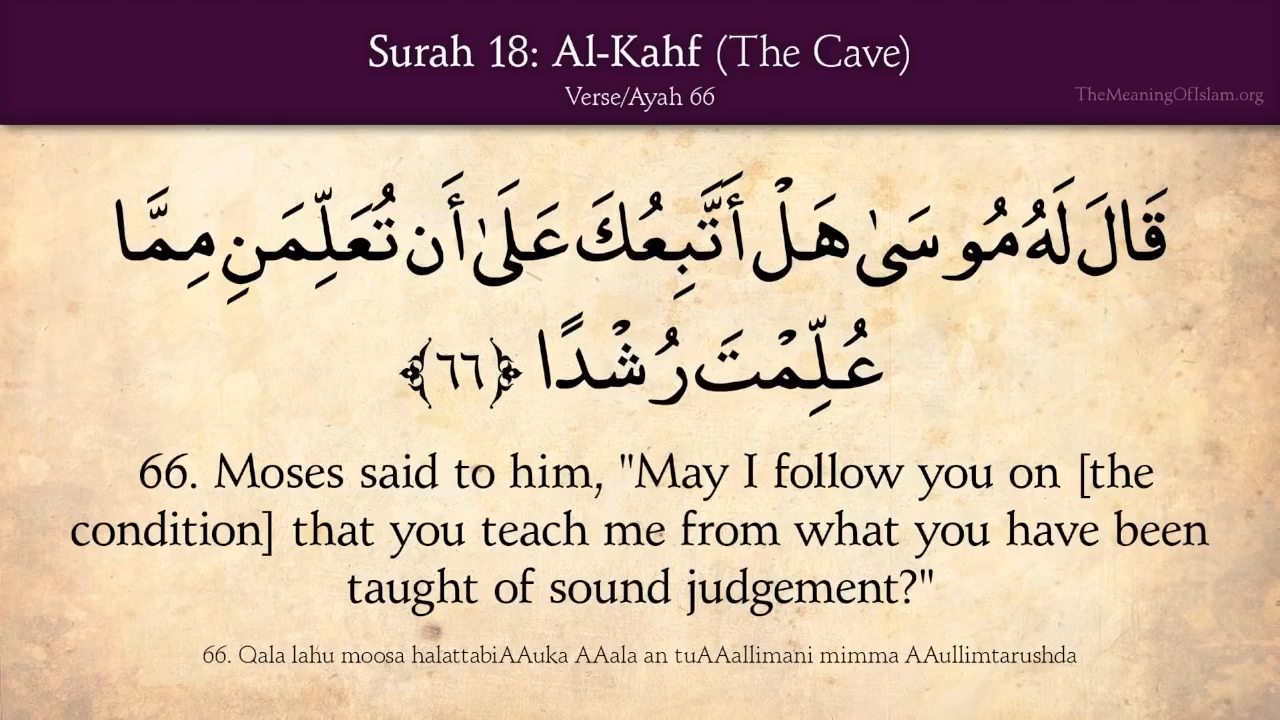 Surah 18: Al-Kahf (The Cave)
Verse/Ayah 66
TheMeaningOfIslam.org
قَالَ لَهُ مُوسَىٰ هَلْ أَتَّبِعُكَ عَلَىٰ أَن تُعَلِّمَنِ مِمَّا
عُلِّمْتَ رُشْدًا ﴿٦٦﴾
66. Moses said to him, "May I follow you on [the
condition] that you teach me from what you have been
taught of sound judgement?"
66. Qala lahu moosa halattabiAAuka AAala an tuAAallimani mimma AAullimtarushda